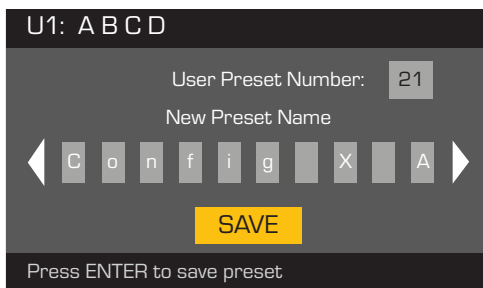 U1: A B C D
User Preset Number: 21
New Preset Name
C o n f i g   X   A
SAVE
Press ENTER to save preset